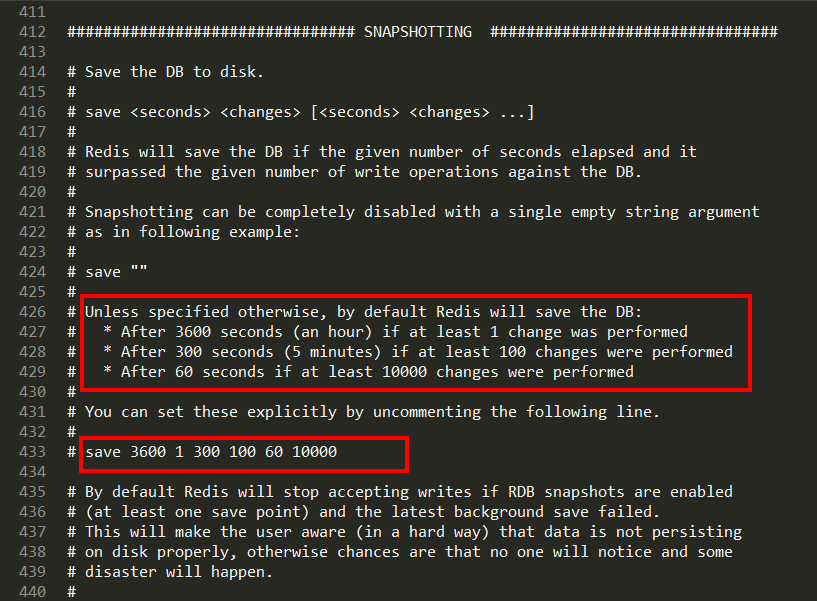 411
412 ################################ SNAPSHOTTING  ################################
413
414 # Save the DB to disk.
415 #
416 # save <seconds> <changes> [<seconds> <changes> ...]
417 #
418 # Redis will save the DB if the given number of seconds elapsed and it
419 # surpassed the given number of write operations against the DB.
420 #
421 # Snapshotting can be completely disabled with a single empty string argument
422 # as in following example:
423 #
424 # save ""
425 #
426 # Unless specified otherwise, by default Redis will save the DB:
427 #   * After 3600 seconds (an hour) if at least 1 change was performed
428 #   * After 300 seconds (5 minutes) if at least 100 changes were performed
429 #   * After 60 seconds if at least 10000 changes were performed
430 #
431 # You can set these explicitly by uncommenting the following line.
432 #
433 # save 3600 1 300 100 60 10000
434
435 # By default Redis will stop accepting writes if RDB snapshots are enabled
436 # (at least one save point) and the latest background save failed.
437 # This will make the user aware (in a hard way) that data is not persisting
438 # on disk properly, otherwise chances are that no one will notice and some
439 # disaster will happen.
440 #